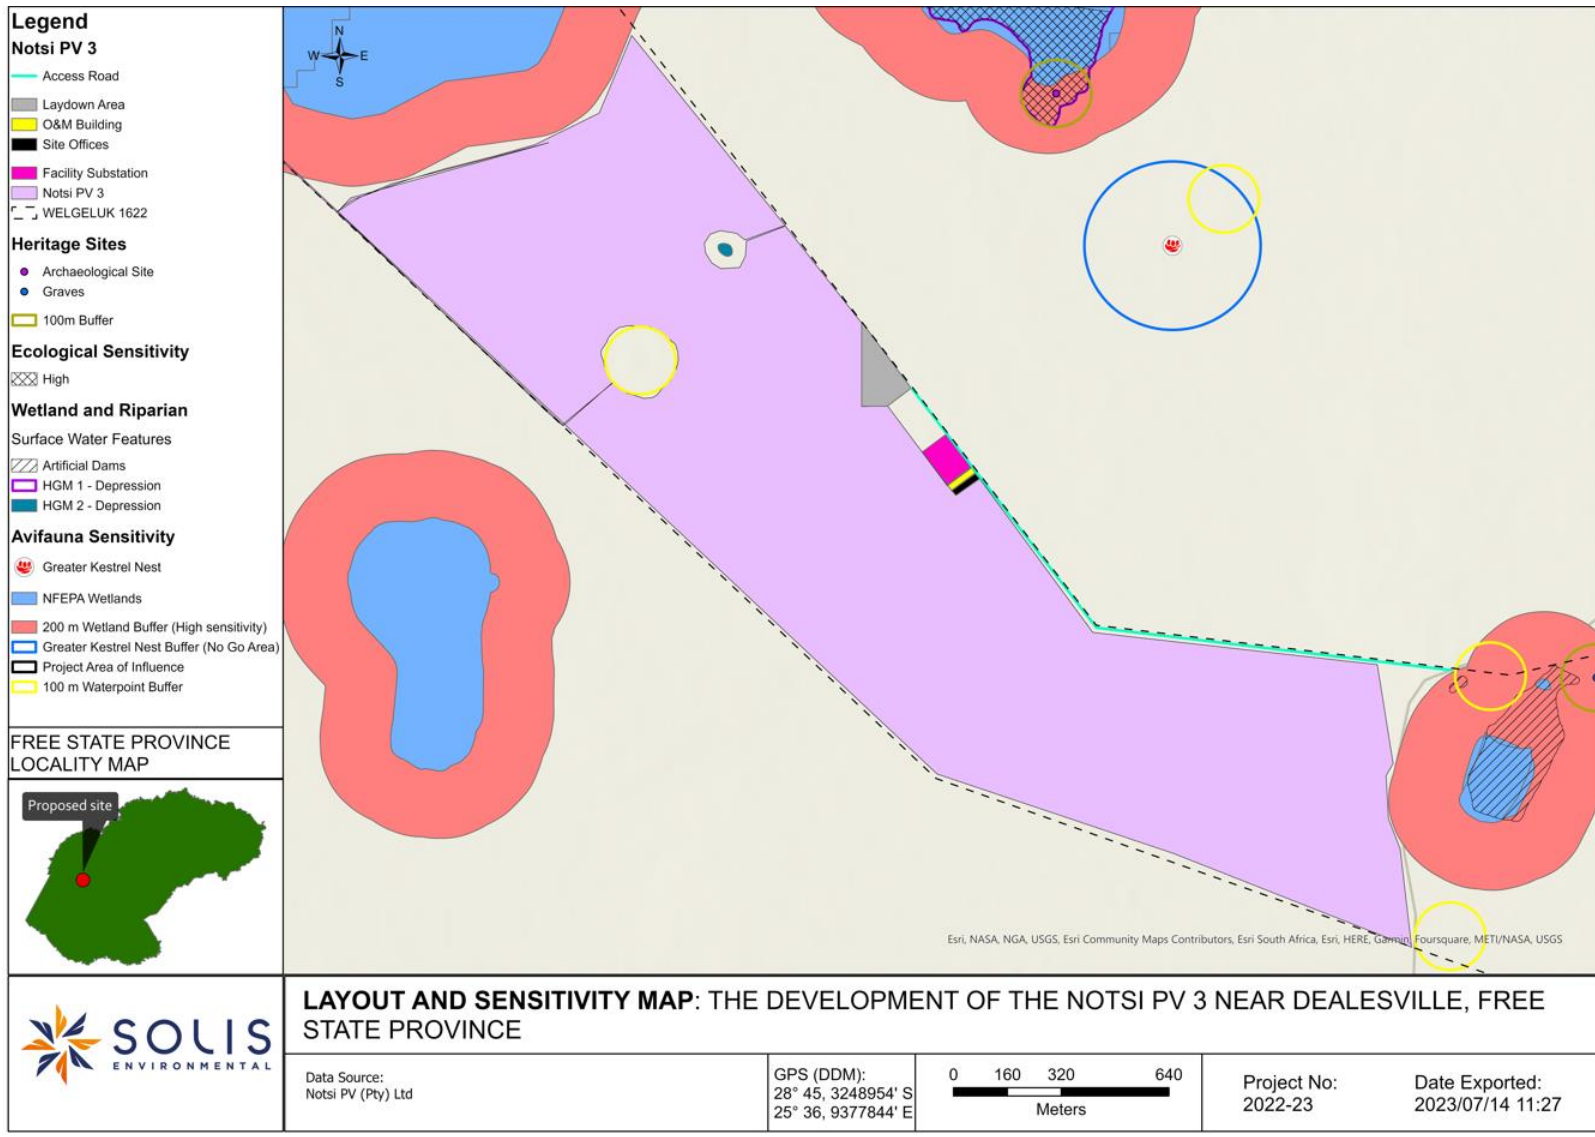 Legend
Notsi PV 3
Access Road
Laydown Area
O&M Building
Site Offices
Facility Substation
Notsi PV 3
WELGELUK 1622
Heritage Sites
Archaeological Site
Graves
100m Buffer
Ecological Sensitivity
High
Wetland and Riparian
Surface Water Features
Artificial Dams
HGM 1 - Depression
HGM 2 - Depression
Avifauna Sensitivity
Greater Kestrel Nest
NFEPA Wetlands
200 m Wetland Buffer (High sensitivity)
Greater Kestrel Nest Buffer (No Go Area)
Project Area of Influence
100 m Waterpoint Buffer
FREE STATE PROVINCE
LOCALITY MAP
Proposed site
N
W E
S
Esri, NASA, NGA, USGS, Esri Community Maps Contributors, Esri South Africa, Esri, HERE, Garmin, Foursquare, METI/NASA, USGS
SOLIS
ENVIRONMENTAL
LAYOUT AND SENSITIVITY MAP: THE DEVELOPMENT OF THE NOTSI PV 3 NEAR DEALESVILLE, FREE
STATE PROVINCE
Data Source:
Notsi PV (Pty) Ltd
GPS (DDM):
28° 45, 3248954' S
25° 36, 9377844' E
0 160 320 640
Meters
Project No:
2022-23
Date Exported:
2023/07/14 11:27